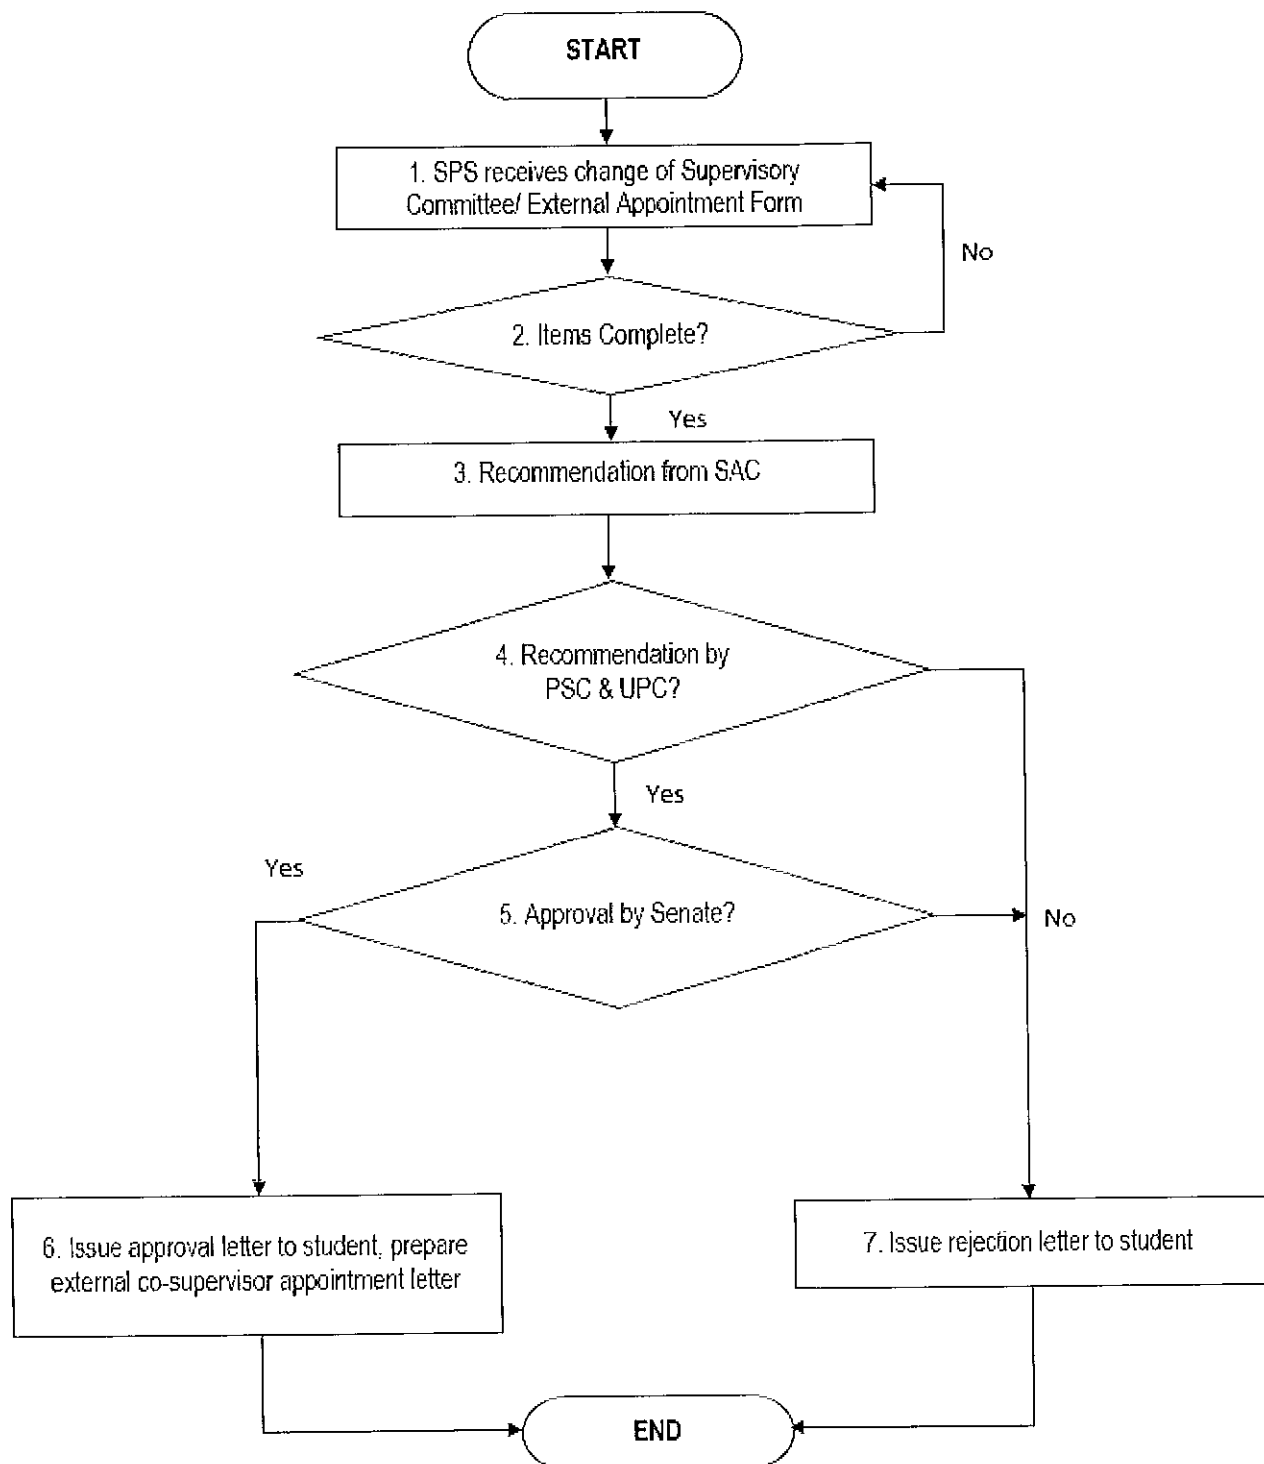 START
1. SPS receives change of Supervisory
Committee/ External Appointment Form
No
2. Items Complete?
Yes
3. Recommendation from SAC
4. Recommendation by
PSC & UPC?
Yes
Yes
5. Approval by Senate?
No
6. Issue approval letter to student, prepare
external co-supervisor appointment letter
7. Issue rejection letter to student
END